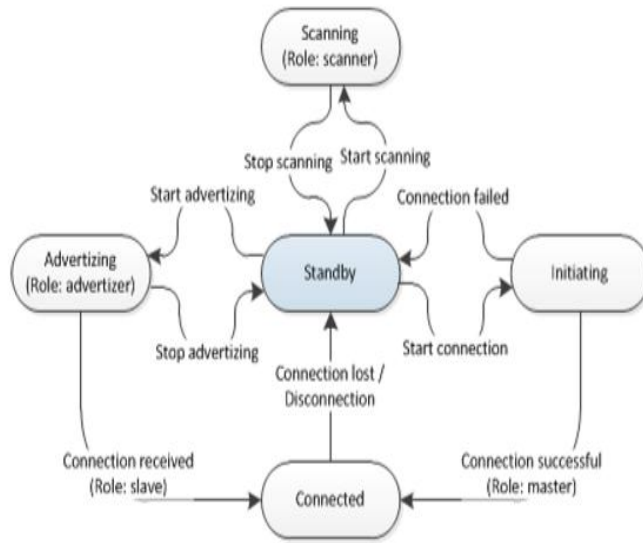 Scanning
(Role: scanner)
Stop scanning
Start scanning
Start advertizing
Connection failed
Advertizing
(Role: advertizer)
Standby
Initiating
Stop advertizing
Start connection
Connection lost /
Disconnection
Connection received
(Role: slave)
Connection successful
(Role: master)
Connected